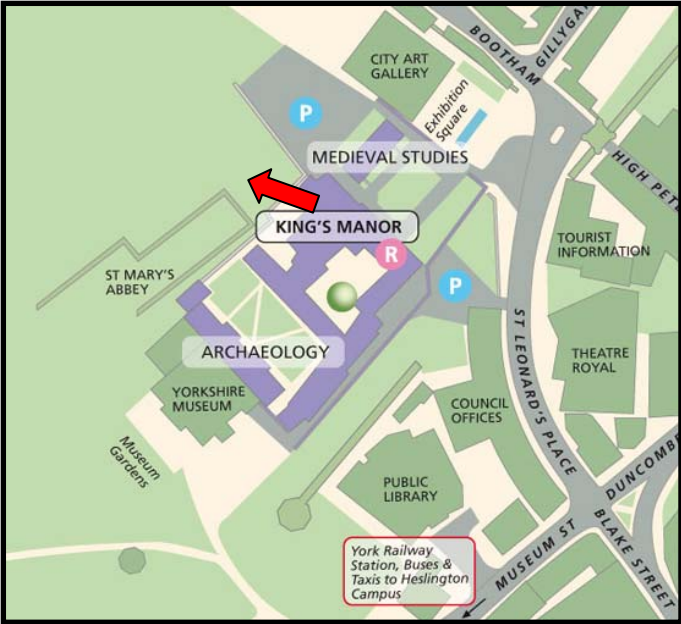 BOOTHAM
GILLYGA
CITY ART
GALLERY
Exhibition
Square
P
MEDIEVAL STUDIES
HIGH PETE
KING'S MANOR
R
TOURIST
INFORMATION
ST MARY'S
ABBEY
P
ST LEONARD'S PLACE
ARCHAEOLOGY
THEATRE
ROYAL
YORKSHIRE
MUSEUM
COUNCIL
OFFICES
Museum
Gardens
PUBLIC
LIBRARY
DUNCOMBE
BLAKE STREET
MUSEUM ST
York Railway
Station, Buses &
Taxis to Heslington
Campus